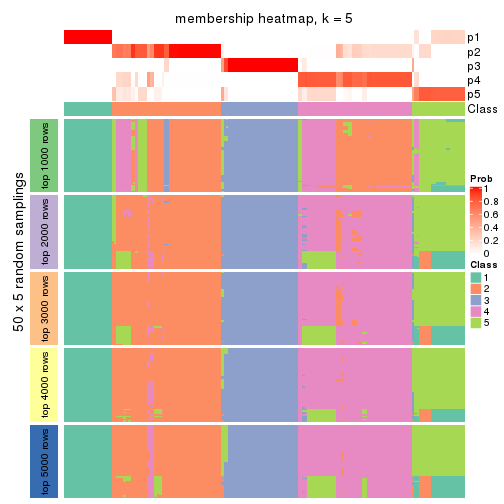 membership heatmap, k = 5
p1
p2
p3
p4
p5
Class
50 x 5 random samplings
top 1000 rows
top 2000 rows
top 3000 rows
top 4000 rows
top 5000 rows
Prob
1
0.8
0.6
0.4
0.2
0
Class
1
2
3
4
5